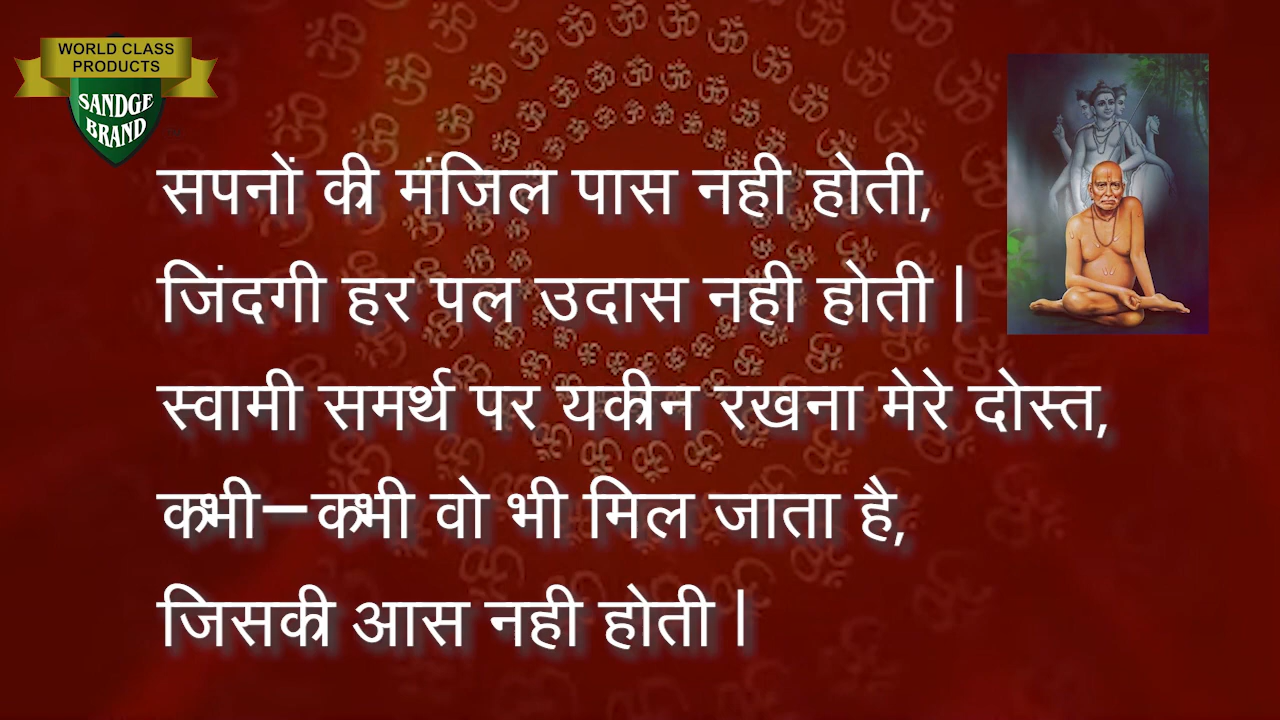 WORLD CLASS
PRODUCTS
SANDGE
BRAND
सपनों की मंजिल पास नही होती,
जिंदगी हर पल उदास नही होती।
स्वामी समर्थ पर यकीन रखना मेरे दोस्त,
कभी–कभी वो भी मिल जाता है,
जिसकी आस नही होती।